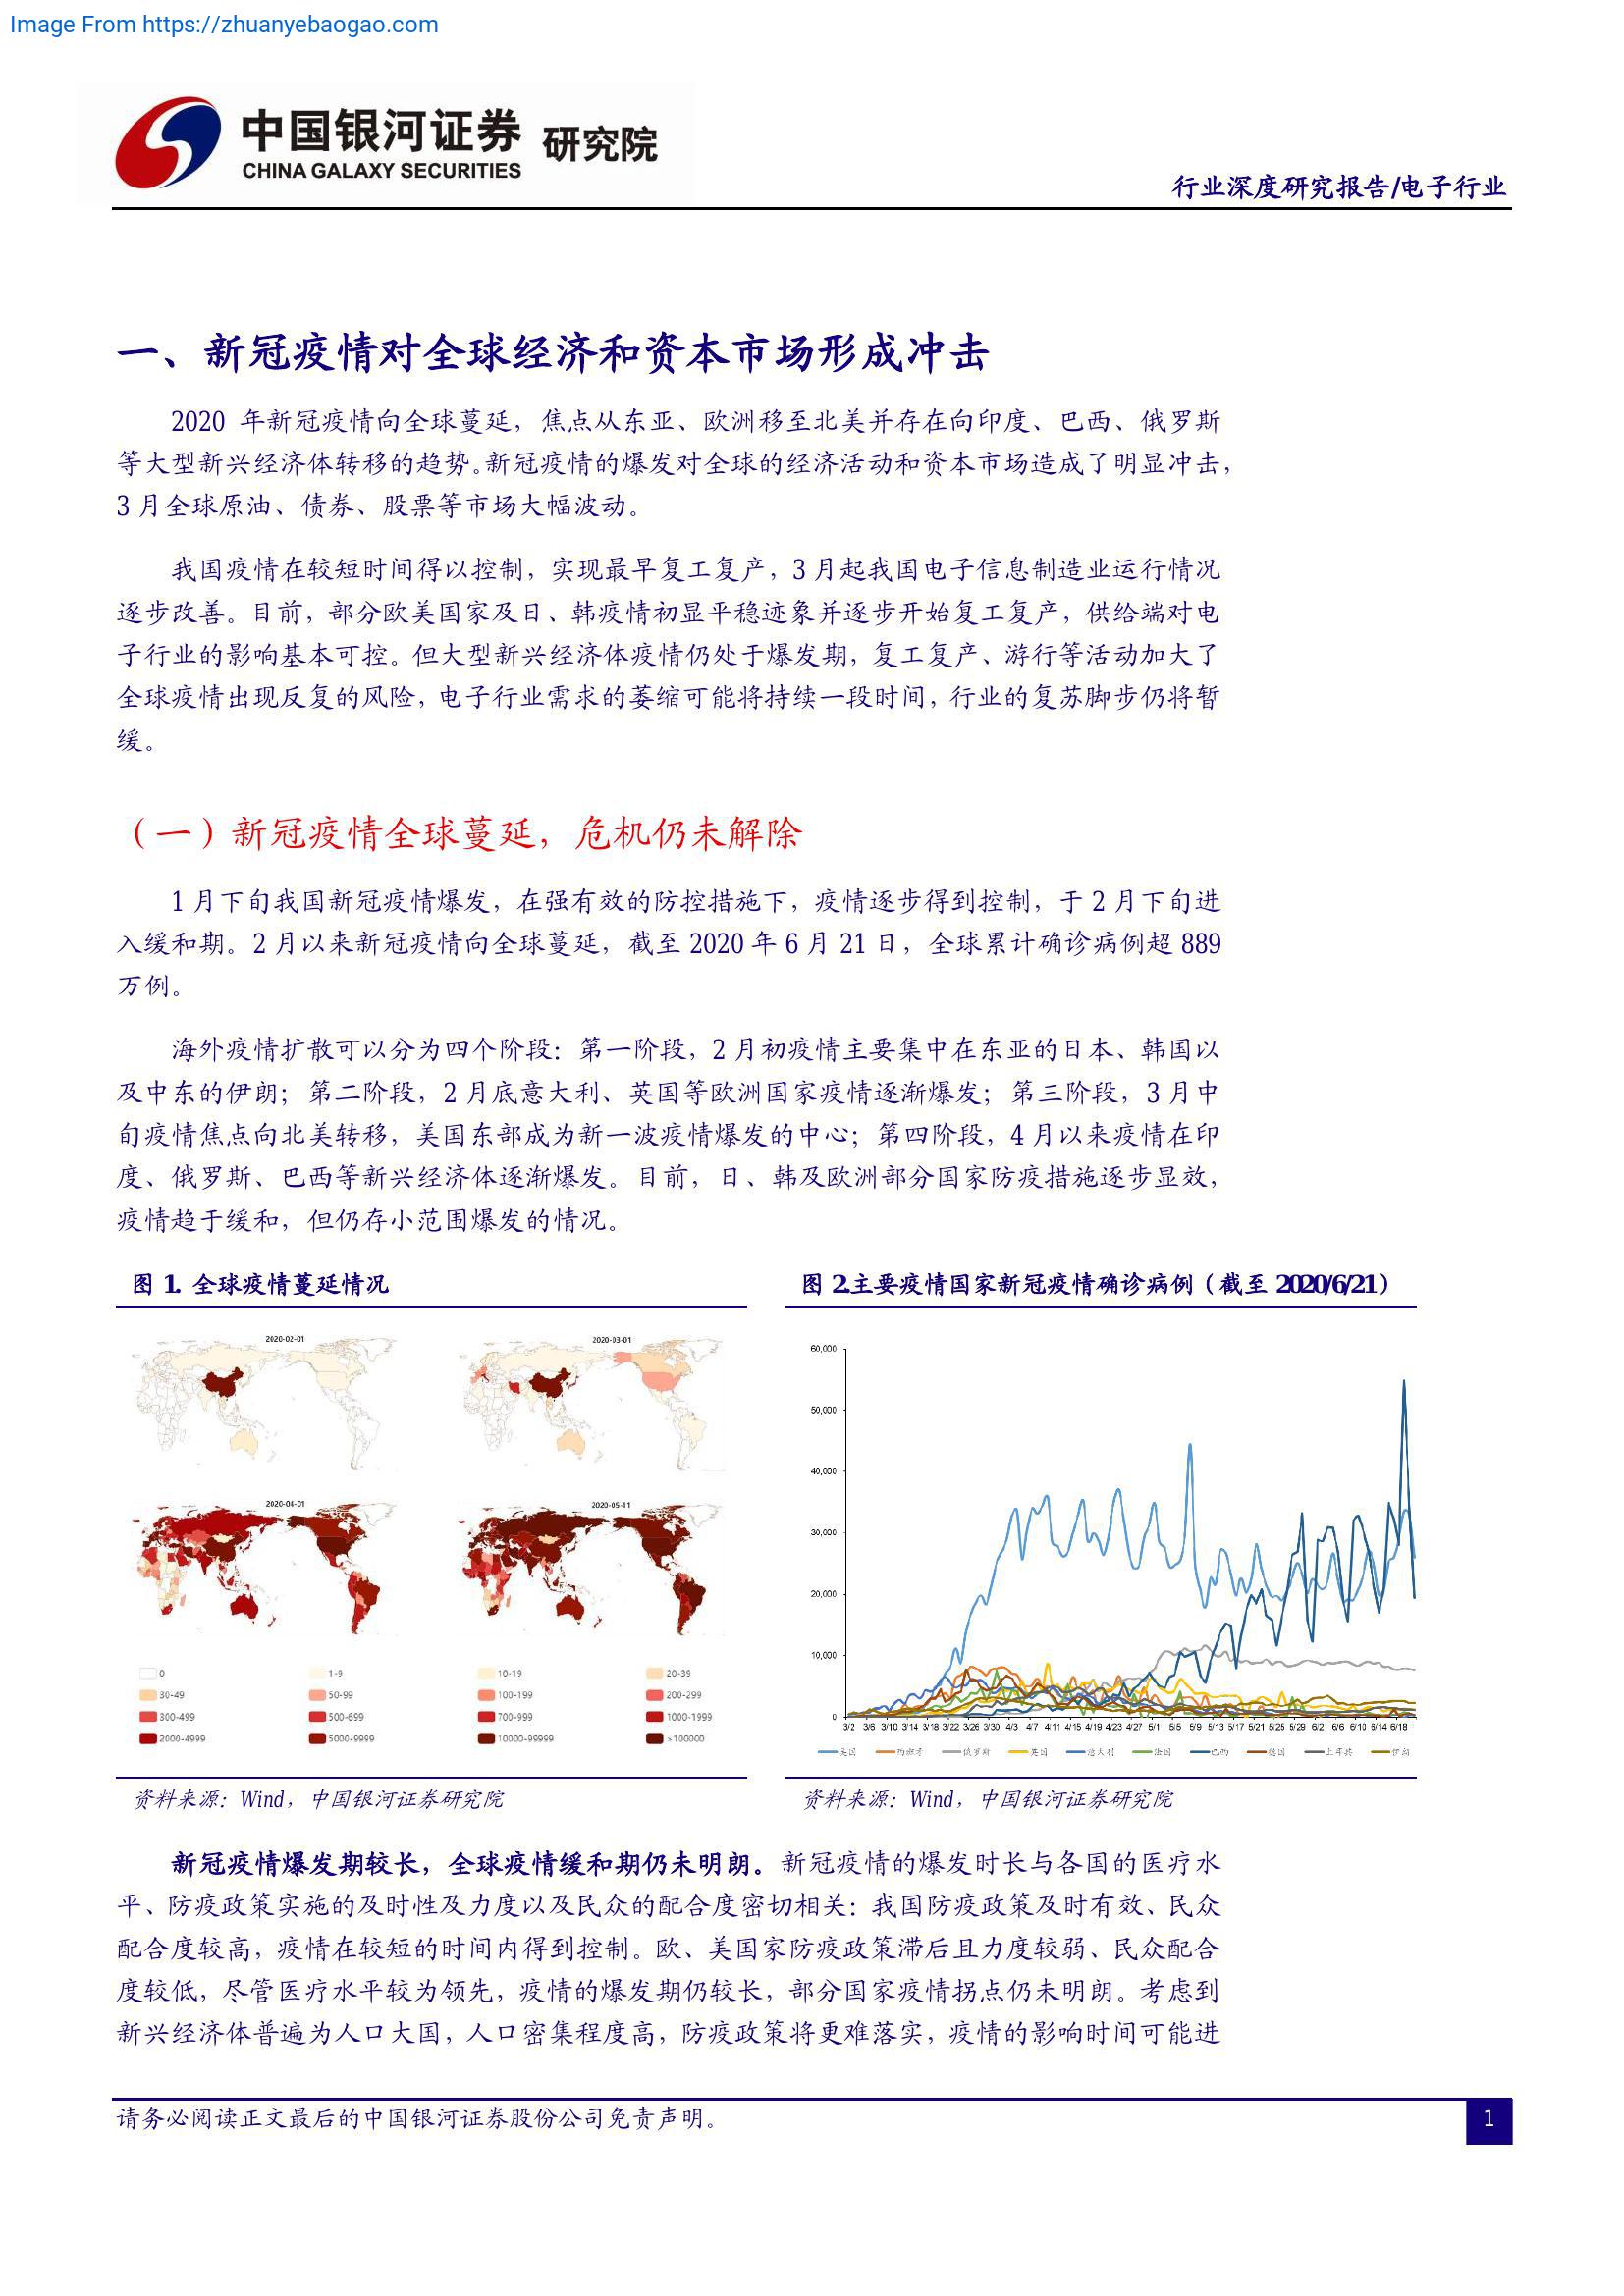 Image From https://zhuanyebaogao.com
中国银河证券 研究院
CHINA GALAXY SECURITIES
行业深度研究报告/电子行业
一、新冠疫情对全球经济和资本市场形成冲击
2020 年新冠疫情向全球蔓延，焦点从东亚、欧洲移至北美并存在向印度、巴西、俄罗斯
等大型新兴经济体转移的趋势。新冠疫情的爆发对全球的经济活动和资本市场造成了明显冲击，
3 月全球原油、债券、股票等市场大幅波动。
我国疫情在较短时间得以控制，实现最早复工复产，3 月起我国电子信息制造业运行情况
逐步改善。目前，部分欧美国家及日、韩疫情初显平稳迹象并逐步开始复工复产，供给端对电
子行业的影响基本可控。但大型新兴经济体疫情仍处于爆发期，复工复产、游行等活动加大了
全球疫情出现反复的风险，电子行业需求的萎缩可能将持续一段时间，行业的复苏脚步仍将暂
缓。
（一）新冠疫情全球蔓延，危机仍未解除
1 月下旬我国新冠疫情爆发，在强有效的防控措施下，疫情逐步得到控制，于 2 月下旬进
入缓和期。2 月以来新冠疫情向全球蔓延，截至 2020 年 6 月 21 日，全球累计确诊病例超 889
万例。
海外疫情扩散可以分为四个阶段：第一阶段，2 月初疫情主要集中在东亚的日本、韩国以
及中东的伊朗；第二阶段，2 月底意大利、英国等欧洲国家疫情逐渐爆发；第三阶段，3 月中
旬疫情焦点向北美转移，美国东部成为新一波疫情爆发的中心；第四阶段，4 月以来疫情在印
度、俄罗斯、巴西等新兴经济体逐渐爆发。目前，日、韩及欧洲部分国家防疫措施逐步显效，
疫情趋于缓和，但仍存小范围爆发的情况。
图 1. 全球疫情蔓延情况
2020-02-01 2020-03-01
2020-04-01 2020-05-11
0 1-9 10-19 20-39
30-49 50-99 100-199 200-299
300-499 500-699 700-999 1000-1999
2000-4999 5000-9999 10000-99999 >100000
资料来源：Wind，中国银河证券研究院
图 2.主要疫情国家新冠疫情确诊病例（截至 2020/6/21）
60,000
50,000
40,000
30,000
20,000
10,000
0
3/2 3/6 3/10 3/14 3/18 3/22 3/26 3/30 4/3 4/7 4/11 4/15 4/19 4/23 4/27 5/1 5/5 5/9 5/13 5/17 5/21 5/25 5/29 6/2 6/6 6/10 6/14 6/18
美国 西班牙 俄罗斯 英国 意大利 法国 巴西 德国 土耳其 伊朗
资料来源：Wind，中国银河证券研究院
新冠疫情爆发期较长，全球疫情缓和期仍未明朗。新冠疫情的爆发时长与各国的医疗水
平、防疫政策实施的及时性及力度以及民众的配合度密切相关：我国防疫政策及时有效、民众
配合度较高，疫情在较短的时间内得到控制。欧、美国家防疫政策滞后且力度较弱、民众配合
度较低，尽管医疗水平较为领先，疫情的爆发期仍较长，部分国家疫情拐点仍未明朗。考虑到
新兴经济体普遍为人口大国，人口密集程度高，防疫政策将更难落实，疫情的影响时间可能进
请务必阅读正文最后的中国银河证券股份公司免责声明。
1